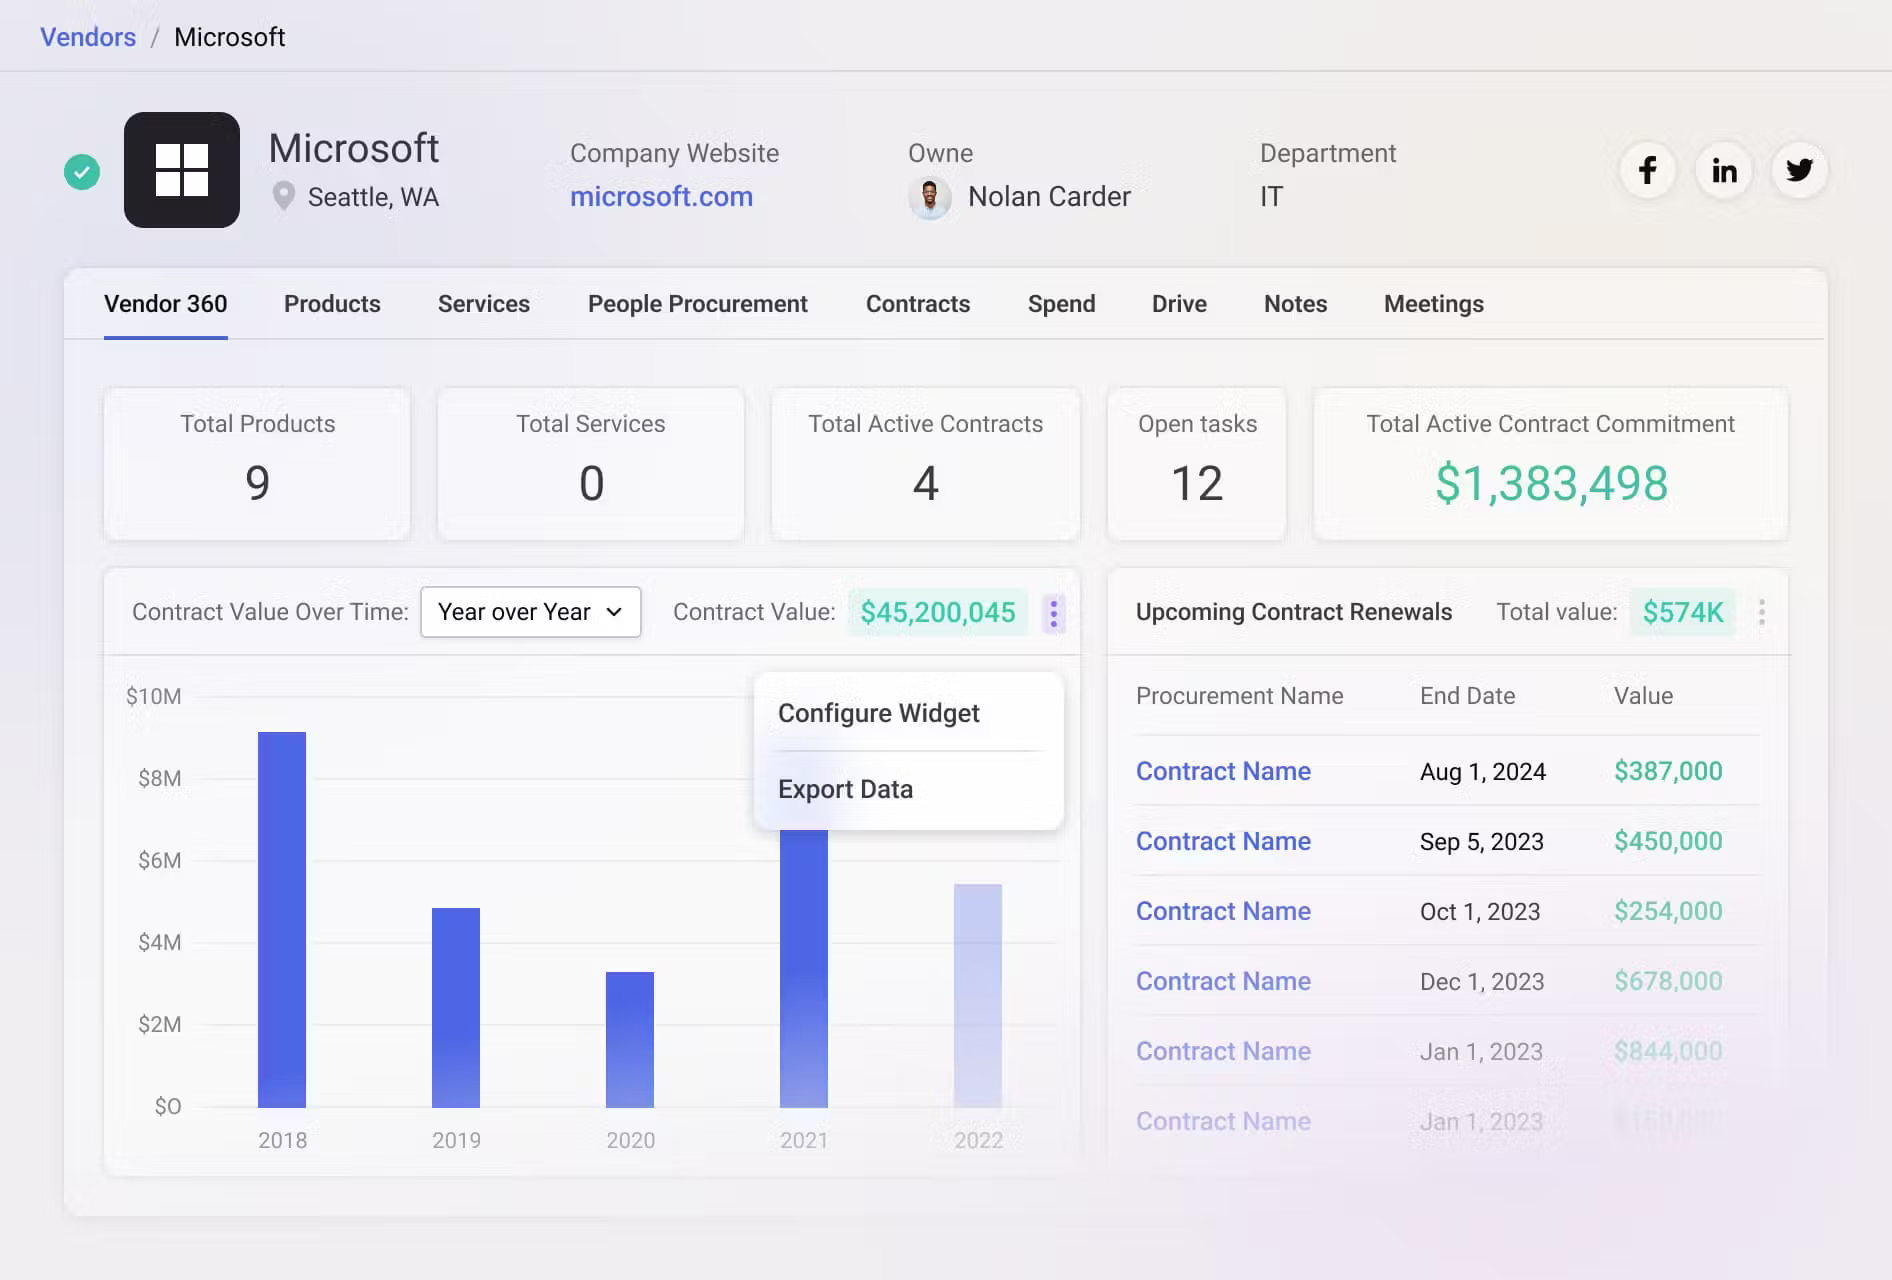 Vendors / Microsoft
Microsoft
Seattle, WA
Company Website
microsoft.com
Owne
Nolan Carder
Department
IT
Vendor 360 Products Services People Procurement Contracts Spend Drive Notes Meetings
Total Products
9
Total Services
0
Total Active Contracts
4
Open tasks
12
Total Active Contract Commitment
$1,383,498
Contract Value Over Time: Year over Year Contract Value: $45,200,045
Configure Widget
Export Data
$10M
$8M
$6M
$4M
$2M
$0
2018 2019 2020 2021 2022
Upcoming Contract Renewals Total value: $574K
Procurement Name End Date Value
Contract Name Aug 1, 2024 $387,000
Contract Name Sep 5, 2023 $450,000
Contract Name Oct 1, 2023 $254,000
Contract Name Dec 1, 2023 $678,000
Contract Name Jan 1, 2023 $844,000
Contract Name Jan 1, 2023